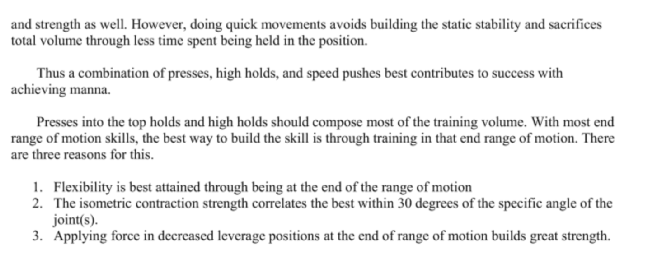 and strength as well. However, doing quick movements avoids building the static stability and sacrifices
total volume through less time spent being held in the position.
Thus a combination of presses, high holds, and speed pushes best contributes to success with
achieving manna.
Presses into the top holds and high holds should compose most of the training volume. With most end
range of motion skills, the best way to build the skill is through training in that end range of motion. There
are three reasons for this.
1. Flexibility is best attained through being at the end of the range of motion
2. The isometric contraction strength correlates the best within 30 degrees of the specific angle of the
joint(s).
3. Applying force in decreased leverage positions at the end of range of motion builds great strength.